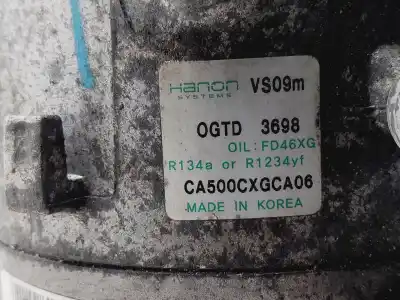 Hanon VS09m
SYSTEMS
OGTD 3698
OIL: FD46XG
R134a or R1234yf
CA500CXGCA06
MADE IN KOREA